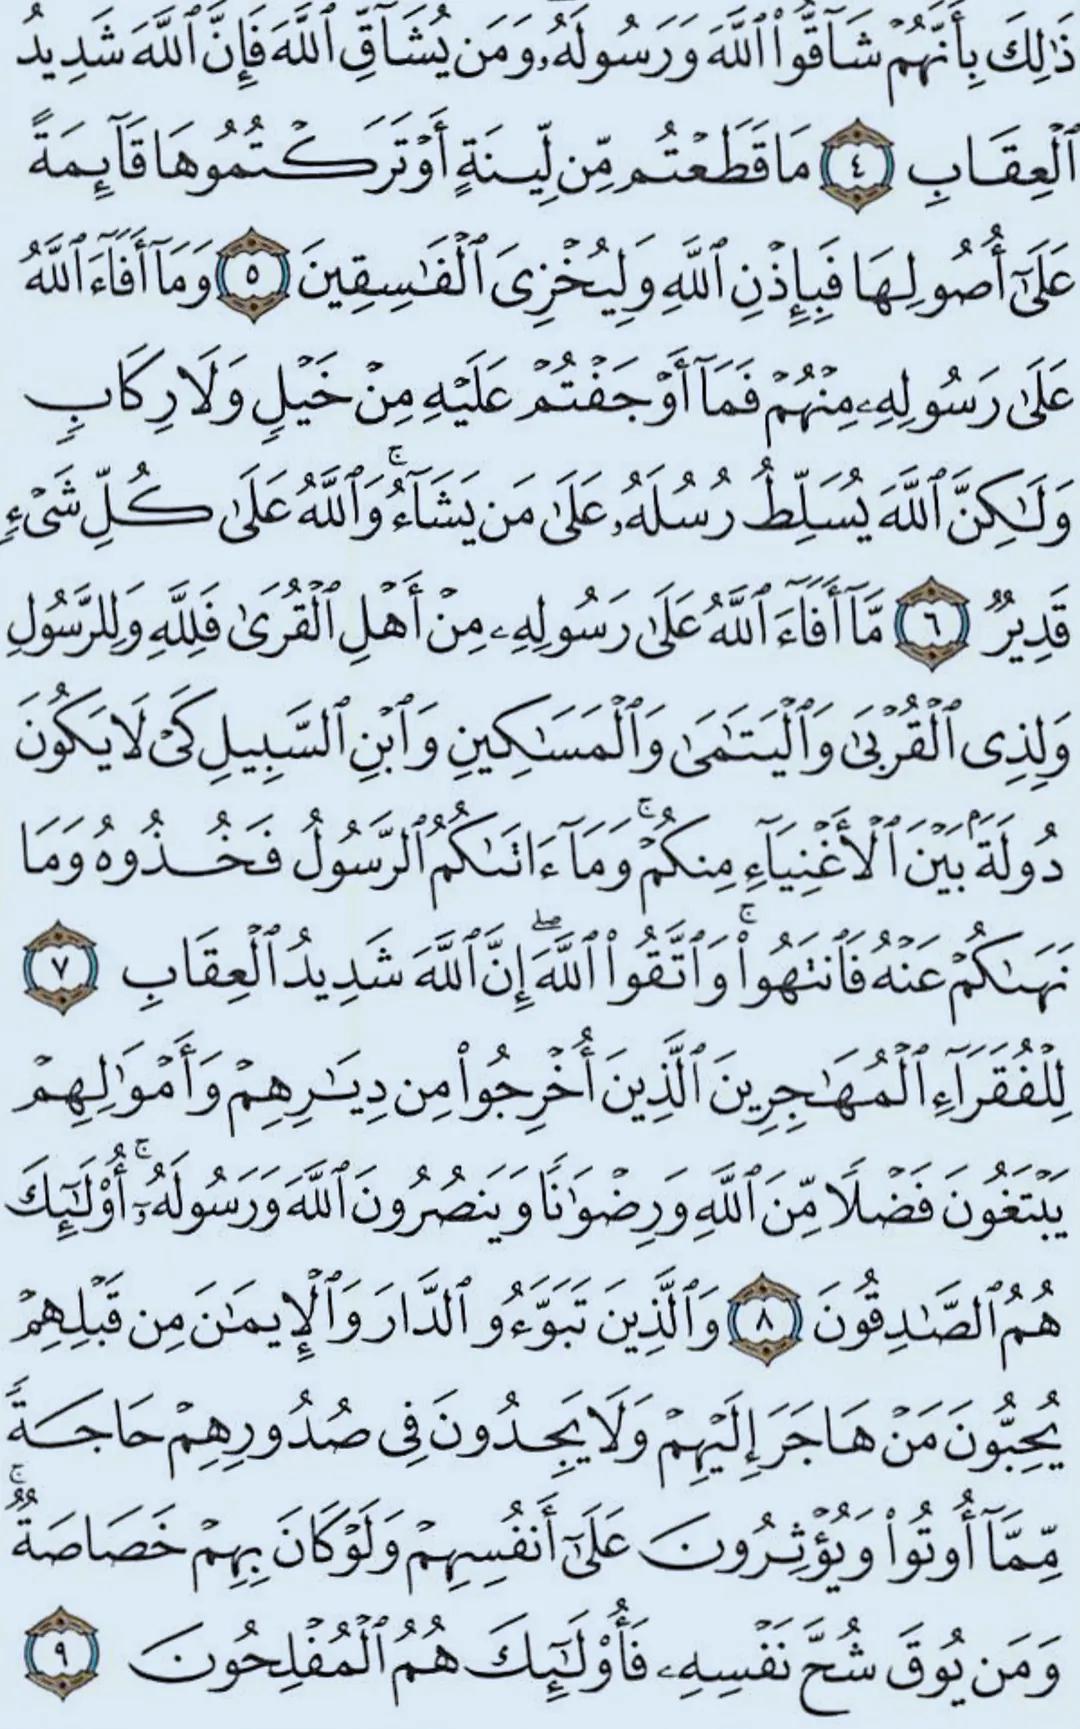 ذَٰلِكَ بِأَنَّهُمْ شَآقُّوا۟ ٱللَّهَ وَرَسُولَهُۥ وَمَن يُشَآقِّ ٱللَّهَ فَإِنَّ ٱللَّهَ شَدِيدُ
ٱلْعِقَابِ ٤ مَا قَطَعْتُم مِّن لِّينَةٍ أَوْ تَرَكْتُمُوهَا قَآئِمَةً
عَلَىٰٓ أُصُولِهَا فَبِإِذْنِ ٱللَّهِ وَلِيُخْزِىَ ٱلْفَـٰسِقِينَ ٥ وَمَآ أَفَآءَ ٱللَّهُ
عَلَىٰ رَسُولِهِۦ مِنْهُمْ فَمَآ أَوْجَفْتُمْ عَلَيْهِ مِنْ خَيْلٍ وَلَا رِكَابٍ
وَلَـٰكِنَّ ٱللَّهَ يُسَلِّطُ رُسُلَهُۥ عَلَىٰ مَن يَشَآءُ ۚ وَٱللَّهُ عَلَىٰ كُلِّ شَىْءٍ
قَدِيرٌ ٦ مَّآ أَفَآءَ ٱللَّهُ عَلَىٰ رَسُولِهِۦ مِنْ أَهْلِ ٱلْقُرَىٰ فَلِلَّهِ وَلِلرَّسُولِ
وَلِذِى ٱلْقُرْبَىٰ وَٱلْيَتَـٰمَىٰ وَٱلْمَسَـٰكِينِ وَٱبْنِ ٱلسَّبِيلِ كَىْ لَا يَكُونَ
دُولَةًۢ بَيْنَ ٱلْأَغْنِيَآءِ مِنكُمْ ۚ وَمَآ ءَاتَىٰكُمُ ٱلرَّسُولُ فَخُذُوهُ وَمَا
نَهَىٰكُمْ عَنْهُ فَٱنتَهُوا۟ ۚ وَٱتَّقُوا۟ ٱللَّهَ ۖ إِنَّ ٱللَّهَ شَدِيدُ ٱلْعِقَابِ ٧
لِلْفُقَرَآءِ ٱلْمُهَـٰجِرِينَ ٱلَّذِينَ أُخْرِجُوا۟ مِن دِيَـٰرِهِمْ وَأَمْوَٰلِهِمْ
يَبْتَغُونَ فَضْلًا مِّنَ ٱللَّهِ وَرِضْوَٰنًا وَيَنصُرُونَ ٱللَّهَ وَرَسُولَهُۥٓ ۚ أُو۟لَـٰٓئِكَ
هُمُ ٱلصَّـٰدِقُونَ ٨ وَٱلَّذِينَ تَبَوَّءُو ٱلدَّارَ وَٱلْإِيمَـٰنَ مِن قَبْلِهِمْ
يُحِبُّونَ مَنْ هَاجَرَ إِلَيْهِمْ وَلَا يَجِدُونَ فِى صُدُورِهِمْ حَاجَةً
مِّمَّآ أُوتُوا۟ وَيُؤْثِرُونَ عَلَىٰٓ أَنفُسِهِمْ وَلَوْ كَانَ بِهِمْ خَصَاصَةٌ ۚ
وَمَن يُوقَ شُحَّ نَفْسِهِۦ فَأُو۟لَـٰٓئِكَ هُمُ ٱلْمُفْلِحُونَ ٩